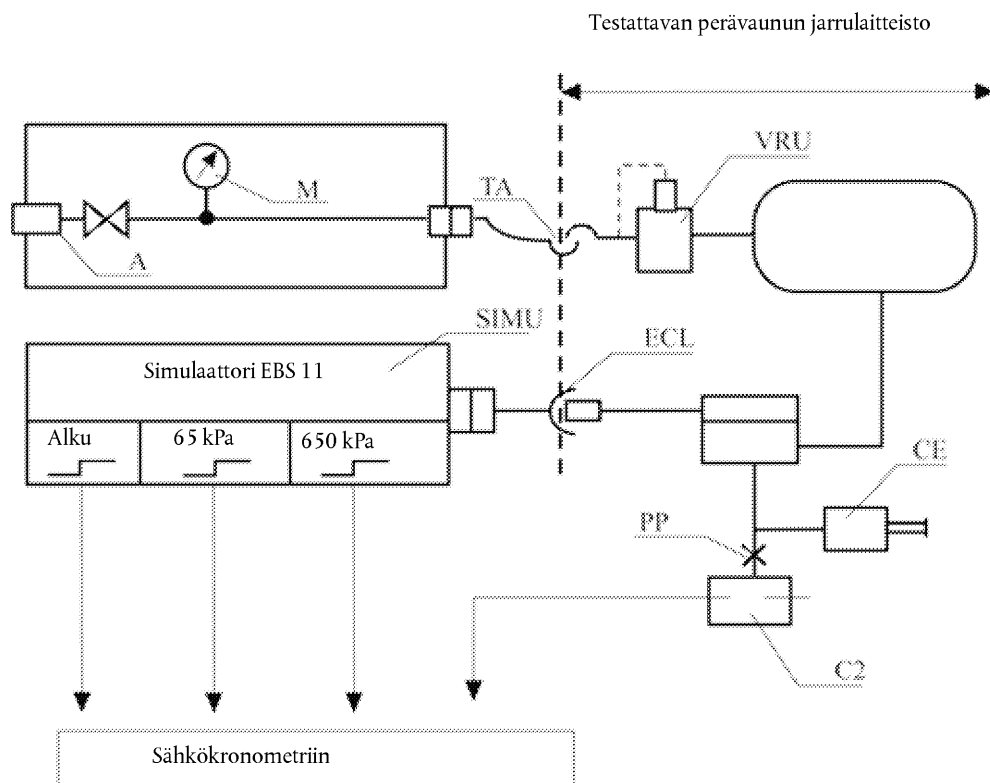 Testattavan perävaunun jarrulaitteisto
VRU
M
TA
A
SIMU
ECL
Simulaattori EBS 11
Alku
65 kPa
650 kPa
CE
PP
C2
Sähkökronometriin